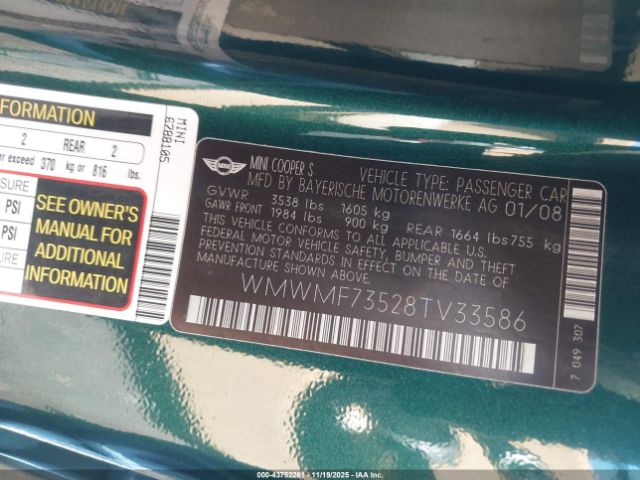 FORMATION
2 REAR 2
er exceed 370 kg or 816 lbs.
SURE
PSI
PSI
SEE OWNER'S
MANUAL FOR
ADDITIONAL
INFORMATION
MINI
6780105
MINI
MINI COOPER S
VEHICLE TYPE: PASSENGER CAR
MFD BY BAYERISCHE MOTORENWERKE AG 01/08
GVWR 3538 lbs 1605 kg
GAWR FRONT 1984 lbs 900 kg REAR 1664 lbs 755 kg
THIS VEHICLE CONFORMS TO ALL APPLICABLE U.S.
FEDERAL MOTOR VEHICLE SAFETY, BUMPER AND THEFT
PREVENTION STANDARDS IN EFFECT ON THE DATE OF
MANUFACTURE SHOWN ABOVE.
WMWMF73528TV33586
7 049 307
000-43752261 - 11/19/2025 - IAAI.COM